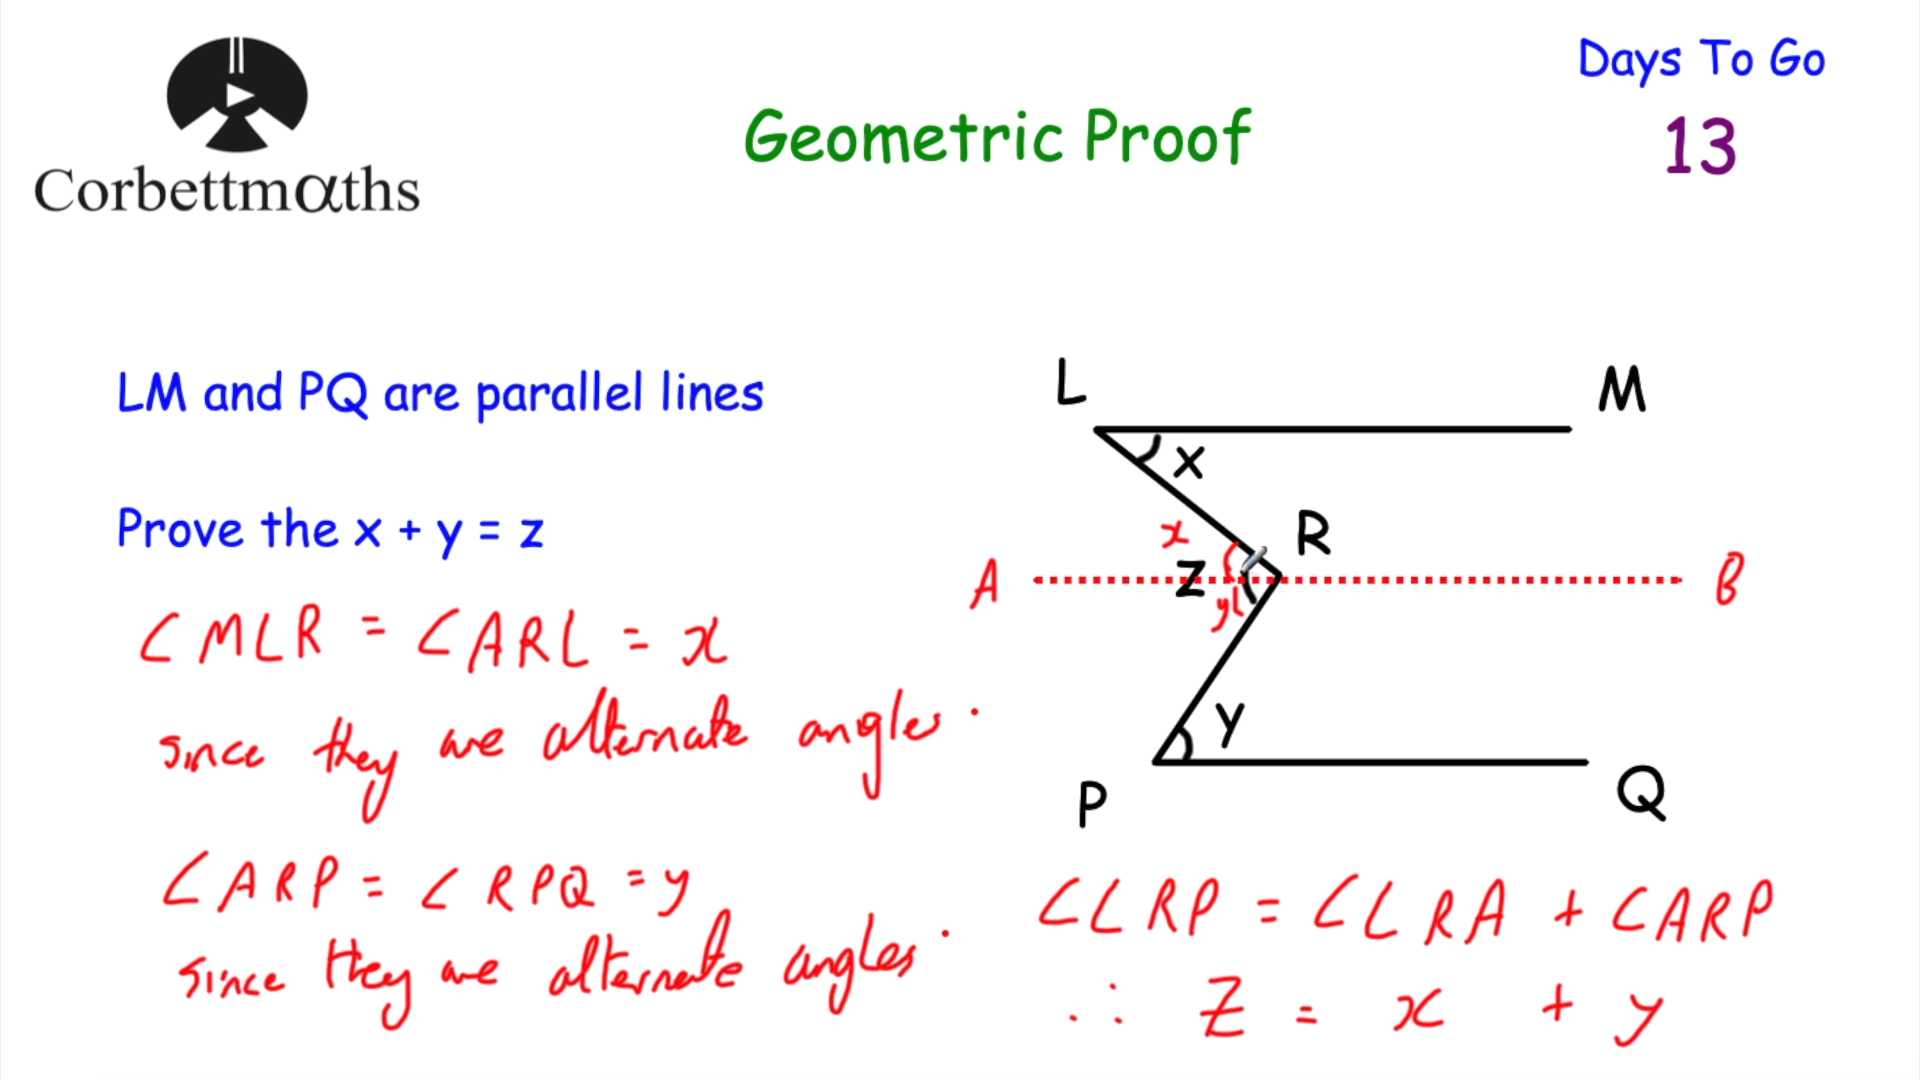 Corbettmαths
Geometric Proof
Days To Go
13
LM and PQ are parallel lines
Prove the x + y = z
∠MLR = ∠ARL = x
since they are alternate angles.
∠ARP = ∠RPQ = y
since they are alternate angles.
L
M
x
x
R
A
z
B
y
y
P
Q
∠LRP = ∠LRA + ∠ARP
∴ z = x + y